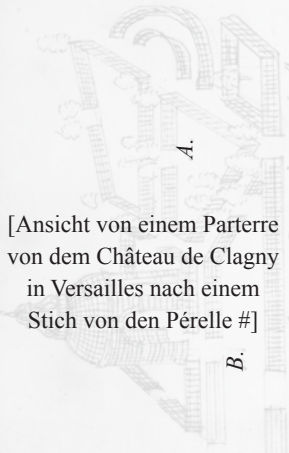 A.
[Ansicht von einem Parterre
von dem Château de Clagny
in Versailles nach einem
Stich von den Pérelle #]
B.